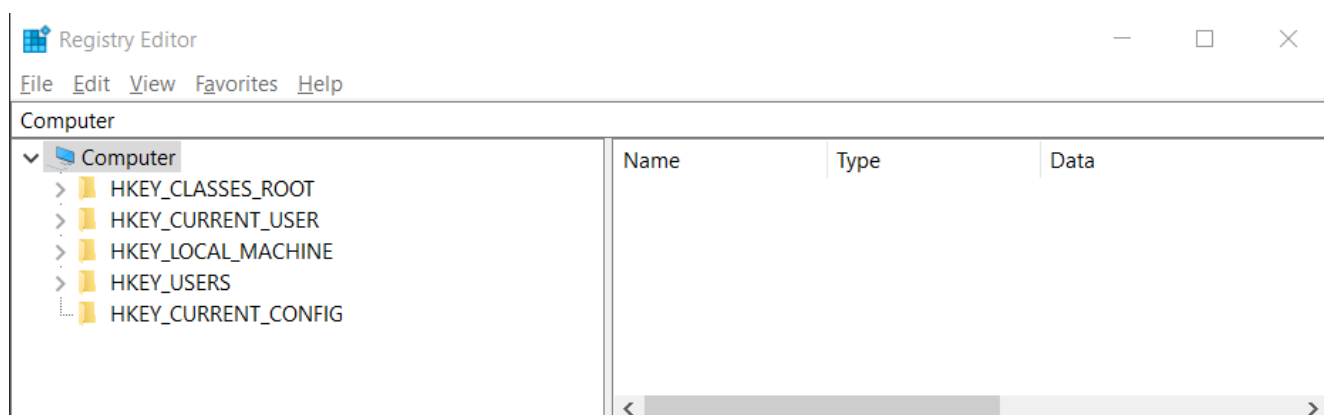 Registry Editor
File Edit View Favorites Help
Computer
Computer
HKEY_CLASSES_ROOT
HKEY_CURRENT_USER
HKEY_LOCAL_MACHINE
HKEY_USERS
HKEY_CURRENT_CONFIG
Name Type Data